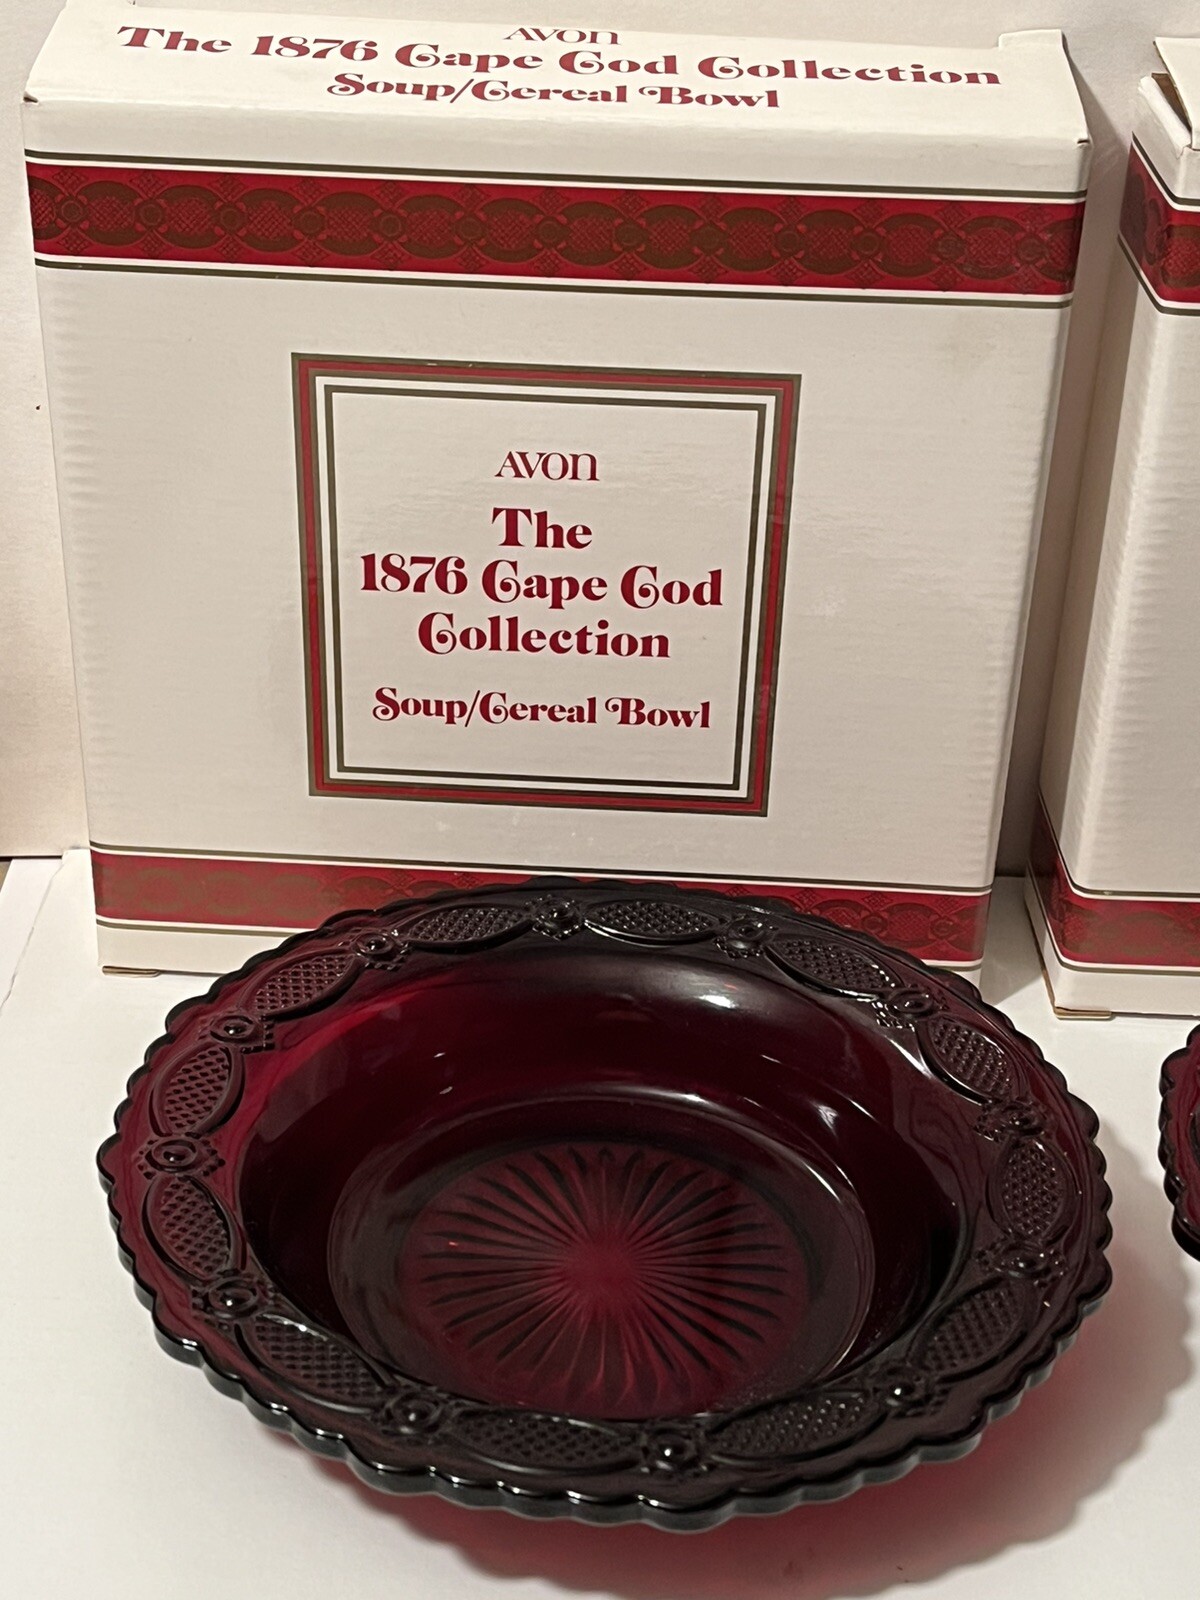 AVON
The 1876 Cape Cod Collection
Soup/Cereal Bowl
AVON
The
1876 Cape Cod
Collection
Soup/Cereal Bowl